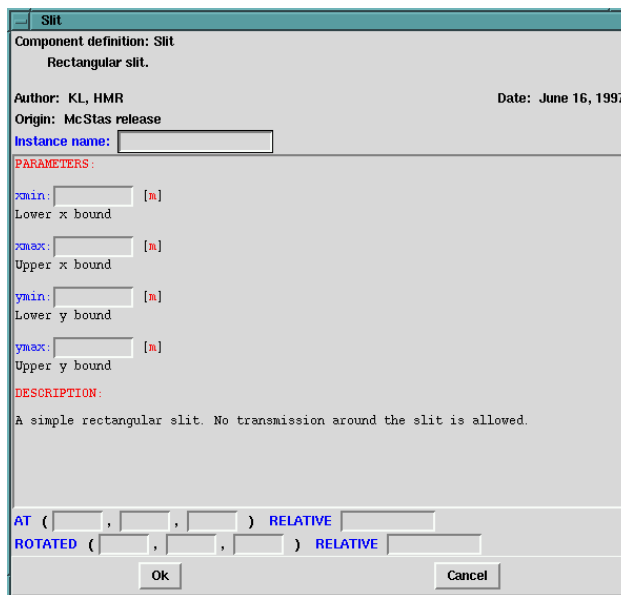 Slit
Component definition: Slit
Rectangular slit.
Author: KL, HMR Date: June 16, 1997
Origin: McStas release
Instance name:
PARAMETERS:
xmin: [m]
Lower x bound
xmax: [m]
Upper x bound
ymin: [m]
Lower y bound
ymax: [m]
Upper y bound
DESCRIPTION:
A simple rectangular slit. No transmission around the slit is allowed.
AT ( , , ) RELATIVE
ROTATED ( , , ) RELATIVE
Ok Cancel